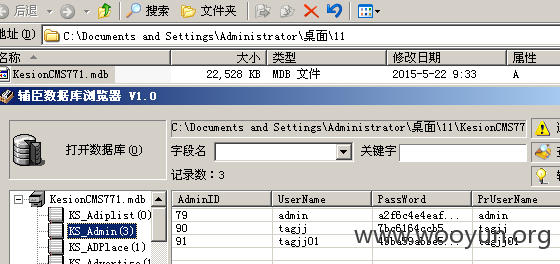 后退 搜索 文件夹
地址(D) C:\Documents and Settings\Administrator\桌面\11
名称 大小 类型 修改日期 属性
KesionCMS771.mdb 22,528 KB MDB 文件 2015-5-22 9:33 A
辅臣数据库浏览器 V1.0
打开数据库(O) C:\Documents and Settings\Administrator\桌面\11\KesionCMS77
字段名 关键字
记录数：3
KesionCMS771.mdb
KS_Adiplist(0)
KS_Admin(3)
KS_ADPlace(1)
AdminID UserName PassWord PrUserName
79 admin a2f6c4e4eaf... admin
90 tagjj 7bc6164ccb5... tagjj
91 tagjj01 tagjj01
www.wooyun.org